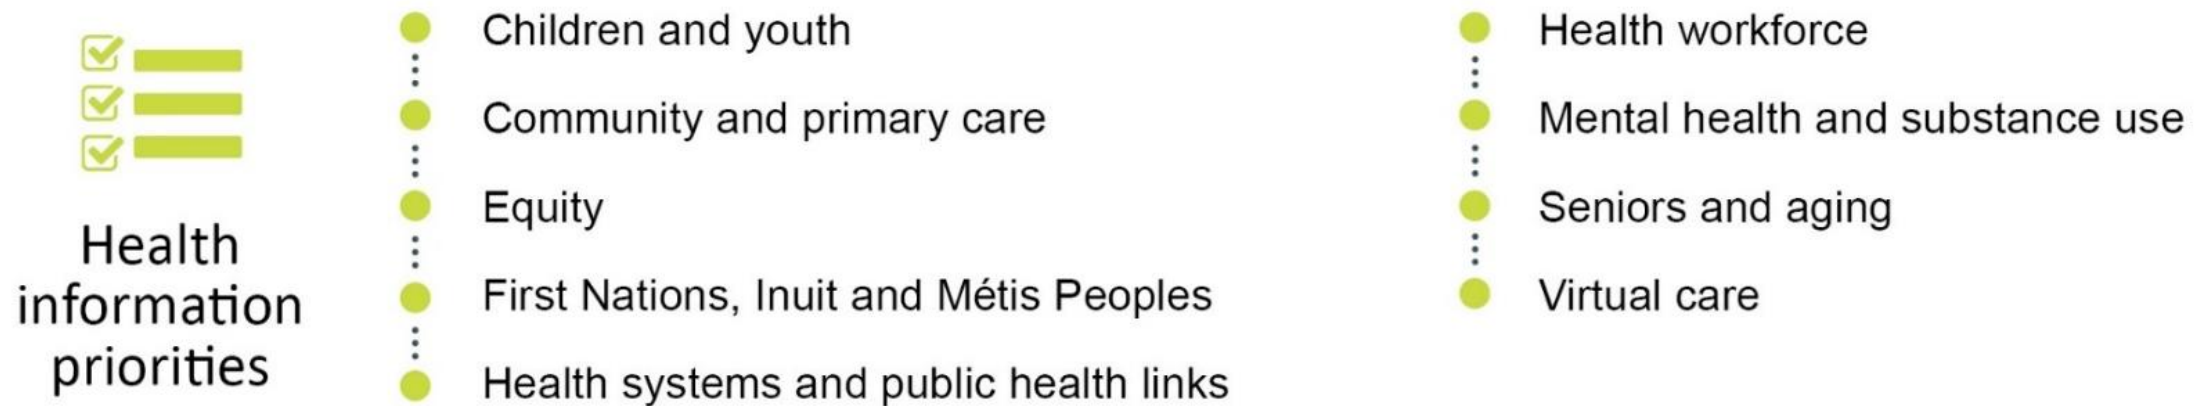 Health
information
priorities
Children and youth
Community and primary care
Equity
First Nations, Inuit and Métis Peoples
Health systems and public health links
Health workforce
Mental health and substance use
Seniors and aging
Virtual care